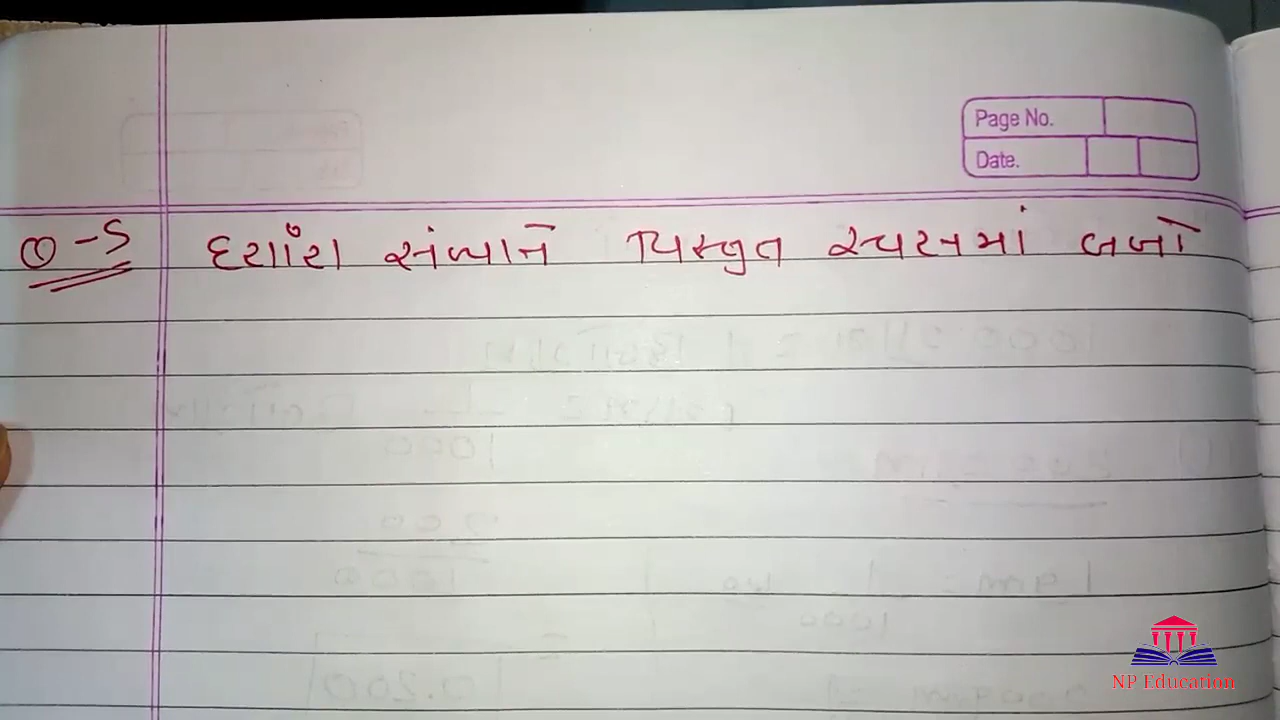 Page No.
Date.
Q-5 દશાંશ સંખ્યાને વિસ્તૃત સ્વરૂપમાં લખો
NP Education